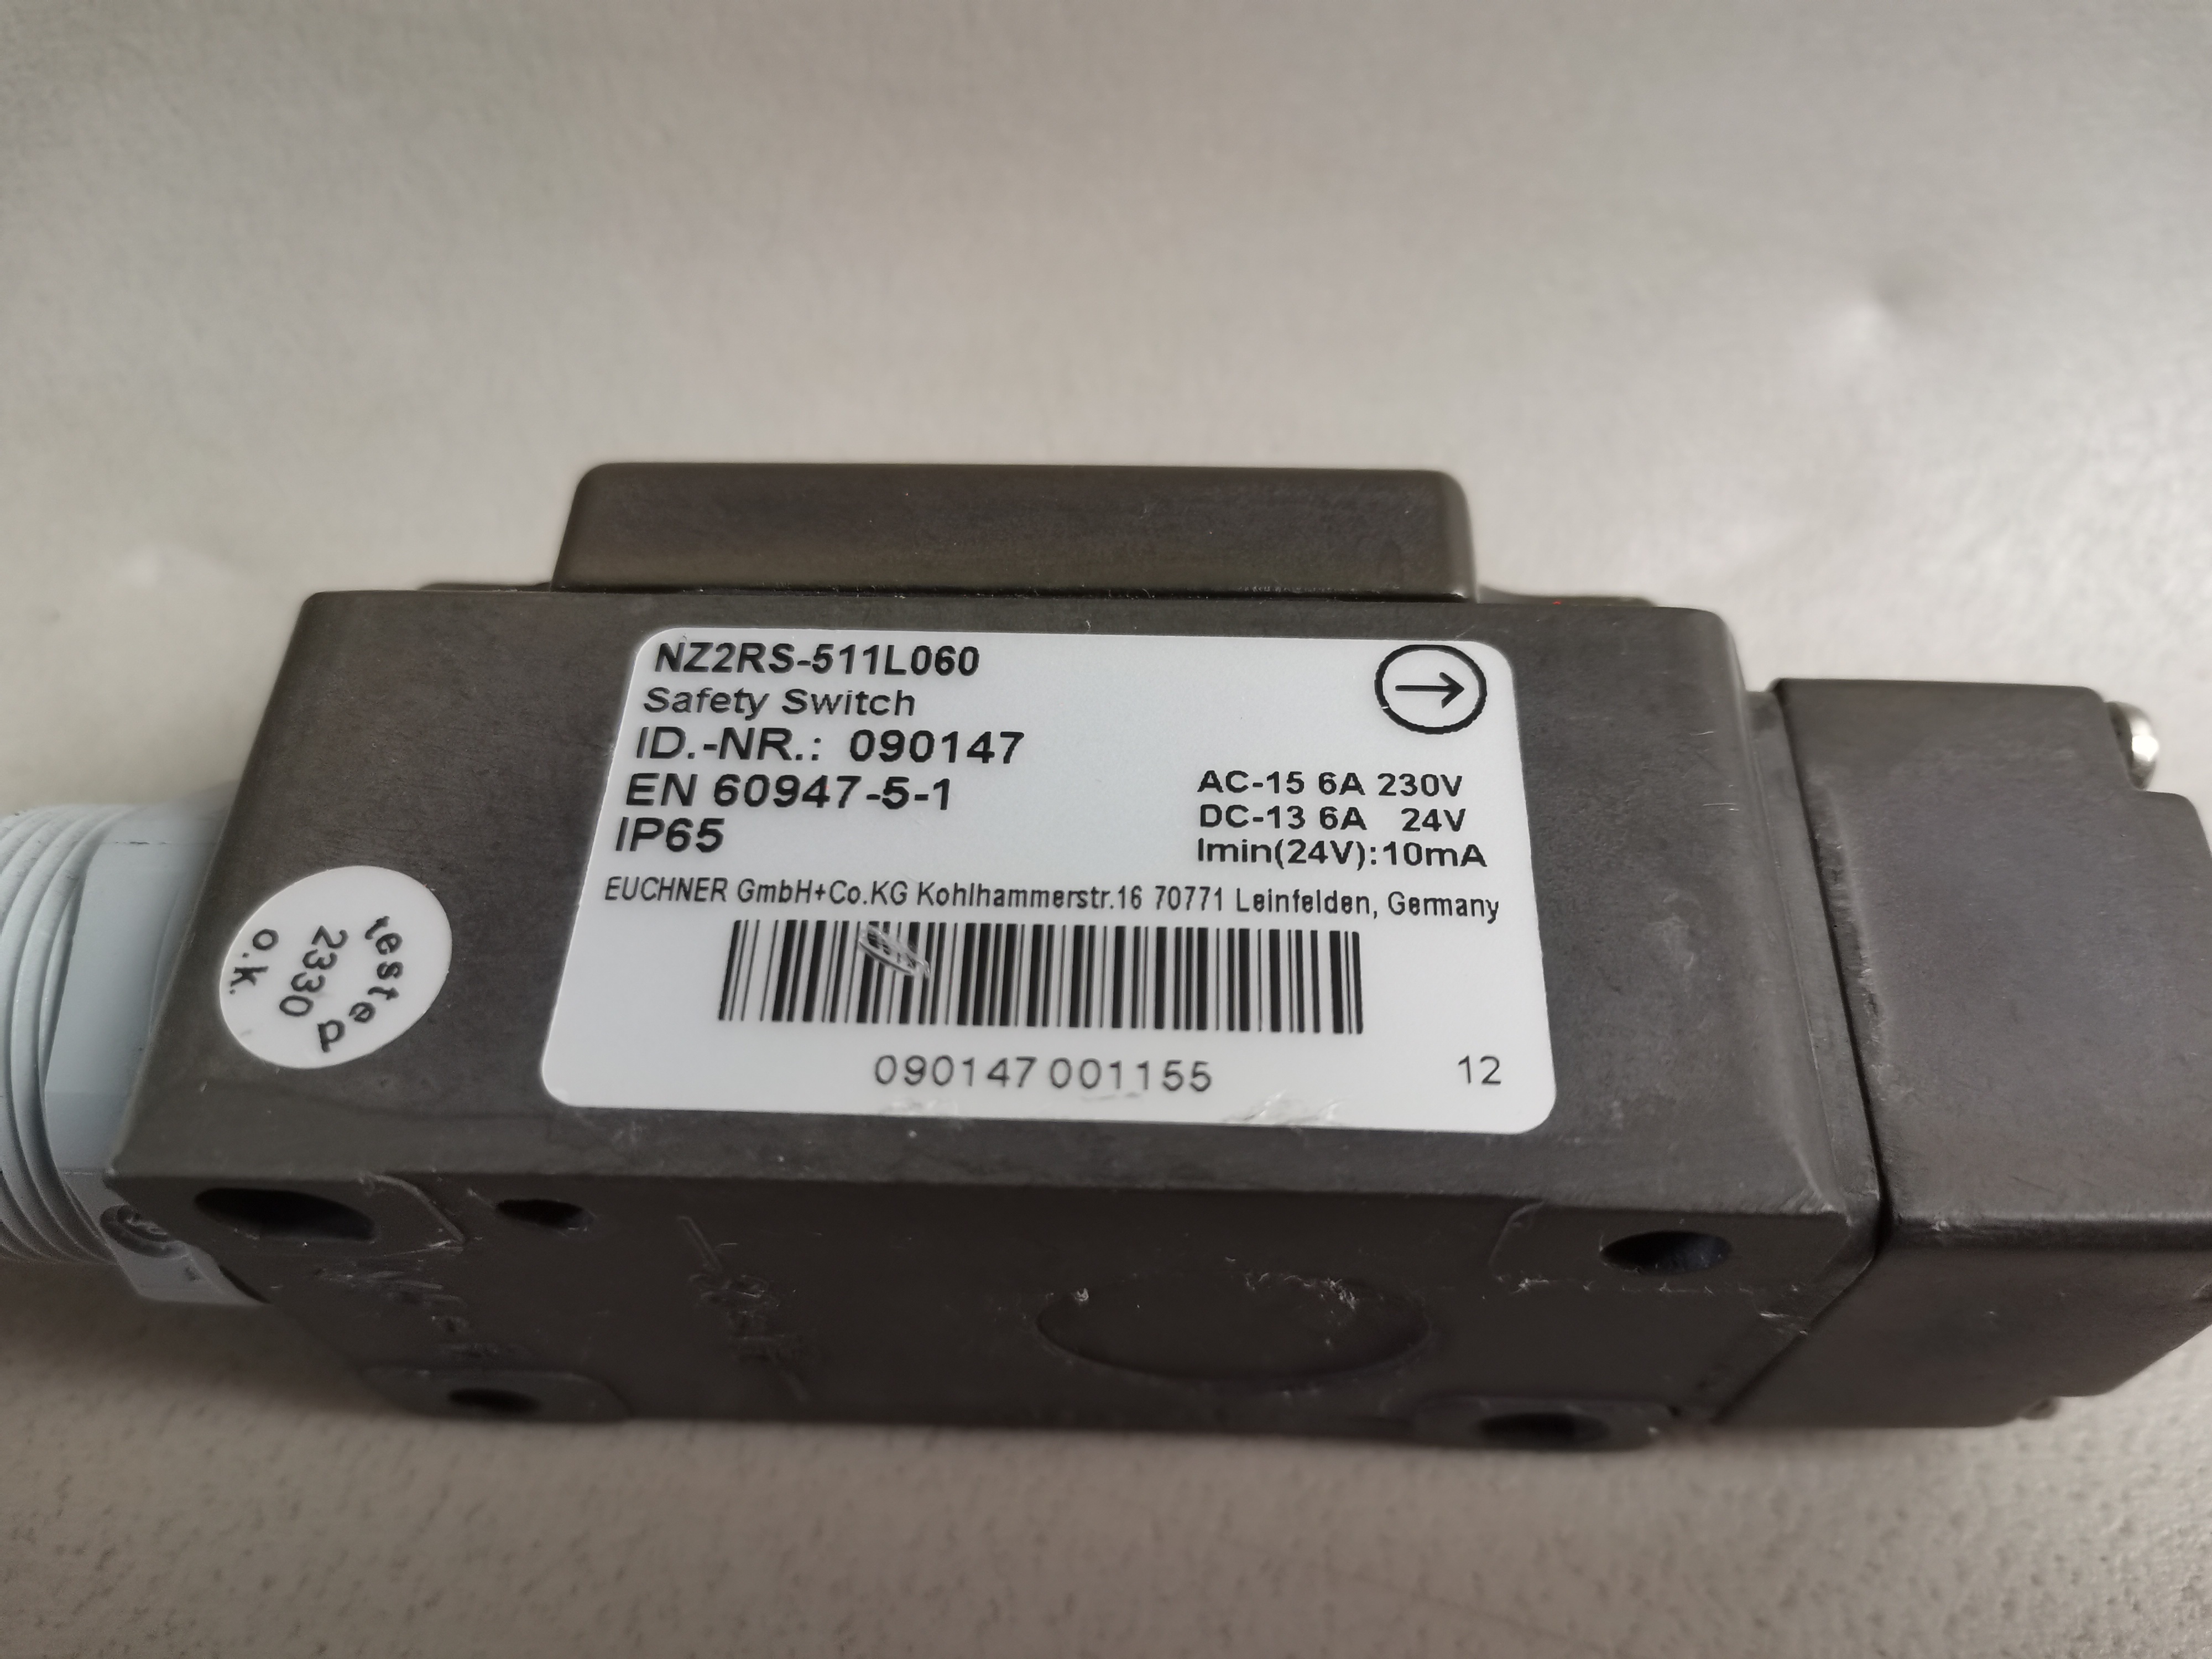 NZ2RS-511L060
Safety Switch
ID.-NR.: 090147
EN 60947-5-1
IP65
AC-15 6A 230V
DC-13 6A 24V
Imin(24V):10mA
EUCHNER GmbH+Co.KG Kohlhammerstr.16 70771 Leinfelden, Germany
090147 001155
12
tested
2330
o.k.